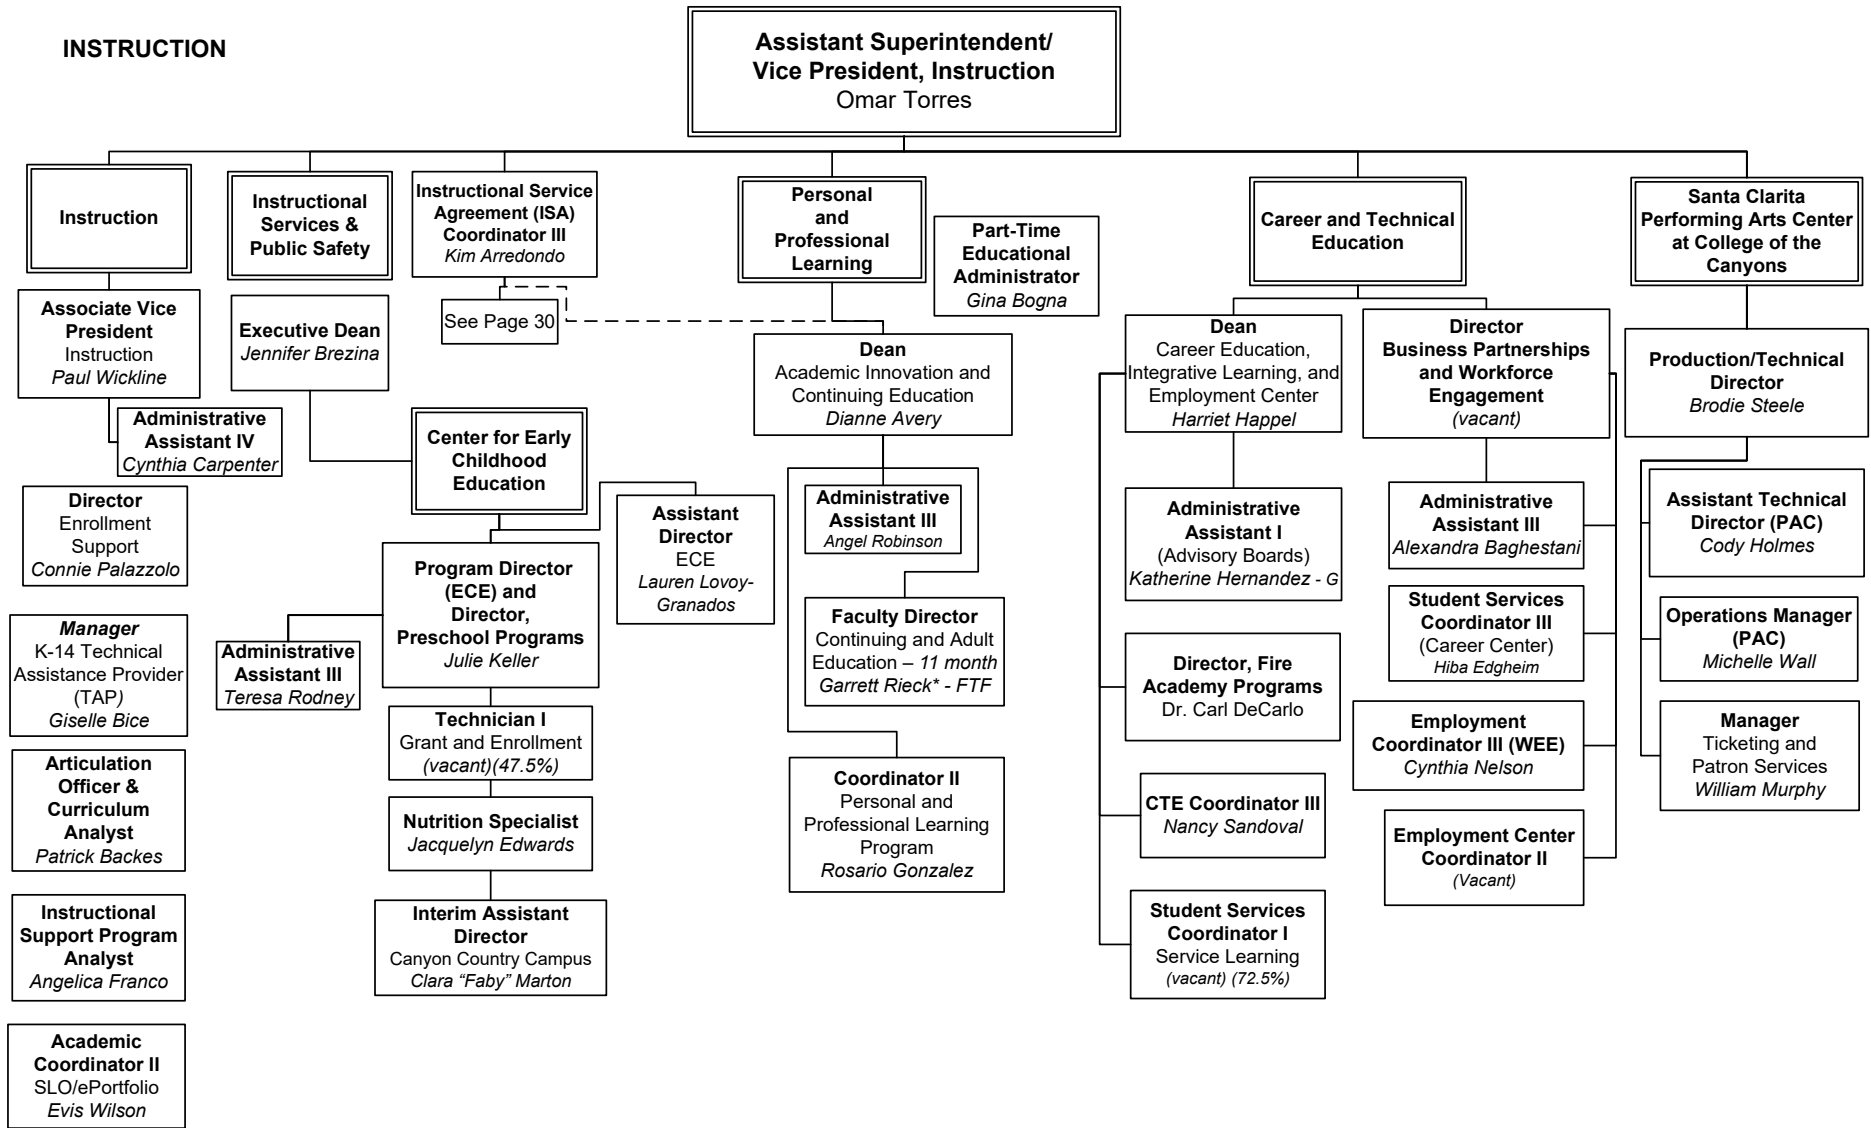 INSTRUCTION
Assistant Superintendent/
Vice President, Instruction
Omar Torres
Instruction
Associate Vice
President
Instruction
Paul Wickline
Administrative
Assistant IV
Cynthia Carpenter
Director
Enrollment
Support
Connie Palazzolo
Manager
K-14 Technical
Assistance Provider
(TAP)
Giselle Bice
Articulation
Officer &
Curriculum
Analyst
Patrick Backes
Instructional
Support Program
Analyst
Angelica Franco
Academic
Coordinator II
SLO/ePortfolio
Evis Wilson
Instructional
Services &
Public Safety
Executive Dean
Jennifer Brezina
Center for Early
Childhood
Education
Assistant
Director
ECE
Lauren Lovoy-
Granados
Program Director
(ECE) and
Director,
Preschool Programs
Julie Keller
Administrative
Assistant III
Teresa Rodney
Technician I
Grant and Enrollment
(vacant)(47.5%)
Nutrition Specialist
Jacquelyn Edwards
Interim Assistant
Director
Canyon Country Campus
Clara “Faby” Marton
Instructional Service
Agreement (ISA)
Coordinator III
Kim Arredondo
See Page 30
Personal
and
Professional
Learning
Part-Time
Educational
Administrator
Gina Bogna
Dean
Academic Innovation and
Continuing Education
Dianne Avery
Administrative
Assistant III
Angel Robinson
Faculty Director
Continuing and Adult
Education – 11 month
Garrett Rieck* - FTF
Coordinator II
Personal and
Professional Learning
Program
Rosario Gonzalez
Career and Technical
Education
Dean
Career Education,
Integrative Learning, and
Employment Center
Harriet Happel
Administrative
Assistant I
(Advisory Boards)
Katherine Hernandez - G
Director, Fire
Academy Programs
Dr. Carl DeCarlo
CTE Coordinator III
Nancy Sandoval
Student Services
Coordinator I
Service Learning
(vacant) (72.5%)
Director
Business Partnerships
and Workforce
Engagement
(vacant)
Administrative
Assistant III
Alexandra Baghestani
Student Services
Coordinator III
(Career Center)
Hiba Edgheim
Employment
Coordinator III (WEE)
Cynthia Nelson
Employment Center
Coordinator II
(Vacant)
Santa Clarita
Performing Arts Center
at College of the
Canyons
Production/Technical
Director
Brodie Steele
Assistant Technical
Director (PAC)
Cody Holmes
Operations Manager
(PAC)
Michelle Wall
Manager
Ticketing and
Patron Services
William Murphy